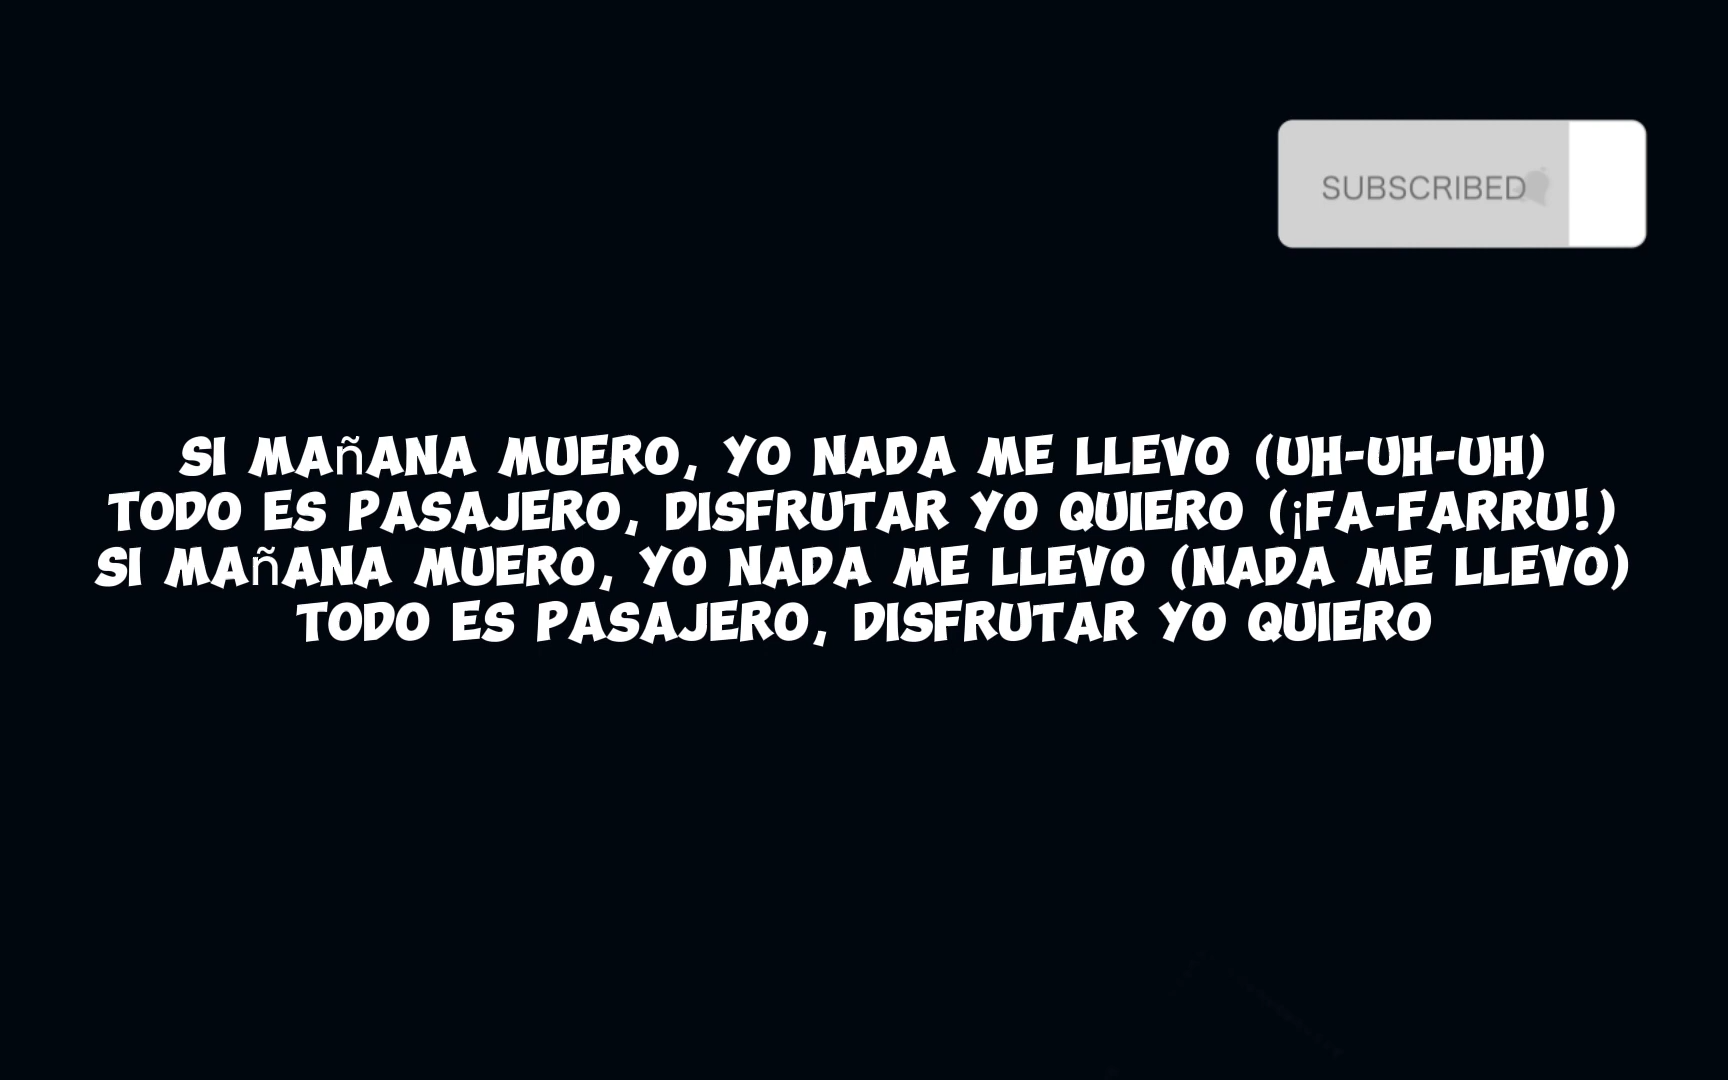 SUBSCRIBED
SI MAñANA MUERO, YO NADA ME LLEVO (UH-UH-UH)
TODO ES PASAJERO, DISFRUTAR YO QUIERO (¡FA-FARRU!)
SI MAñANA MUERO, YO NADA ME LLEVO (NADA ME LLEVO)
TODO ES PASAJERO, DISFRUTAR YO QUIERO